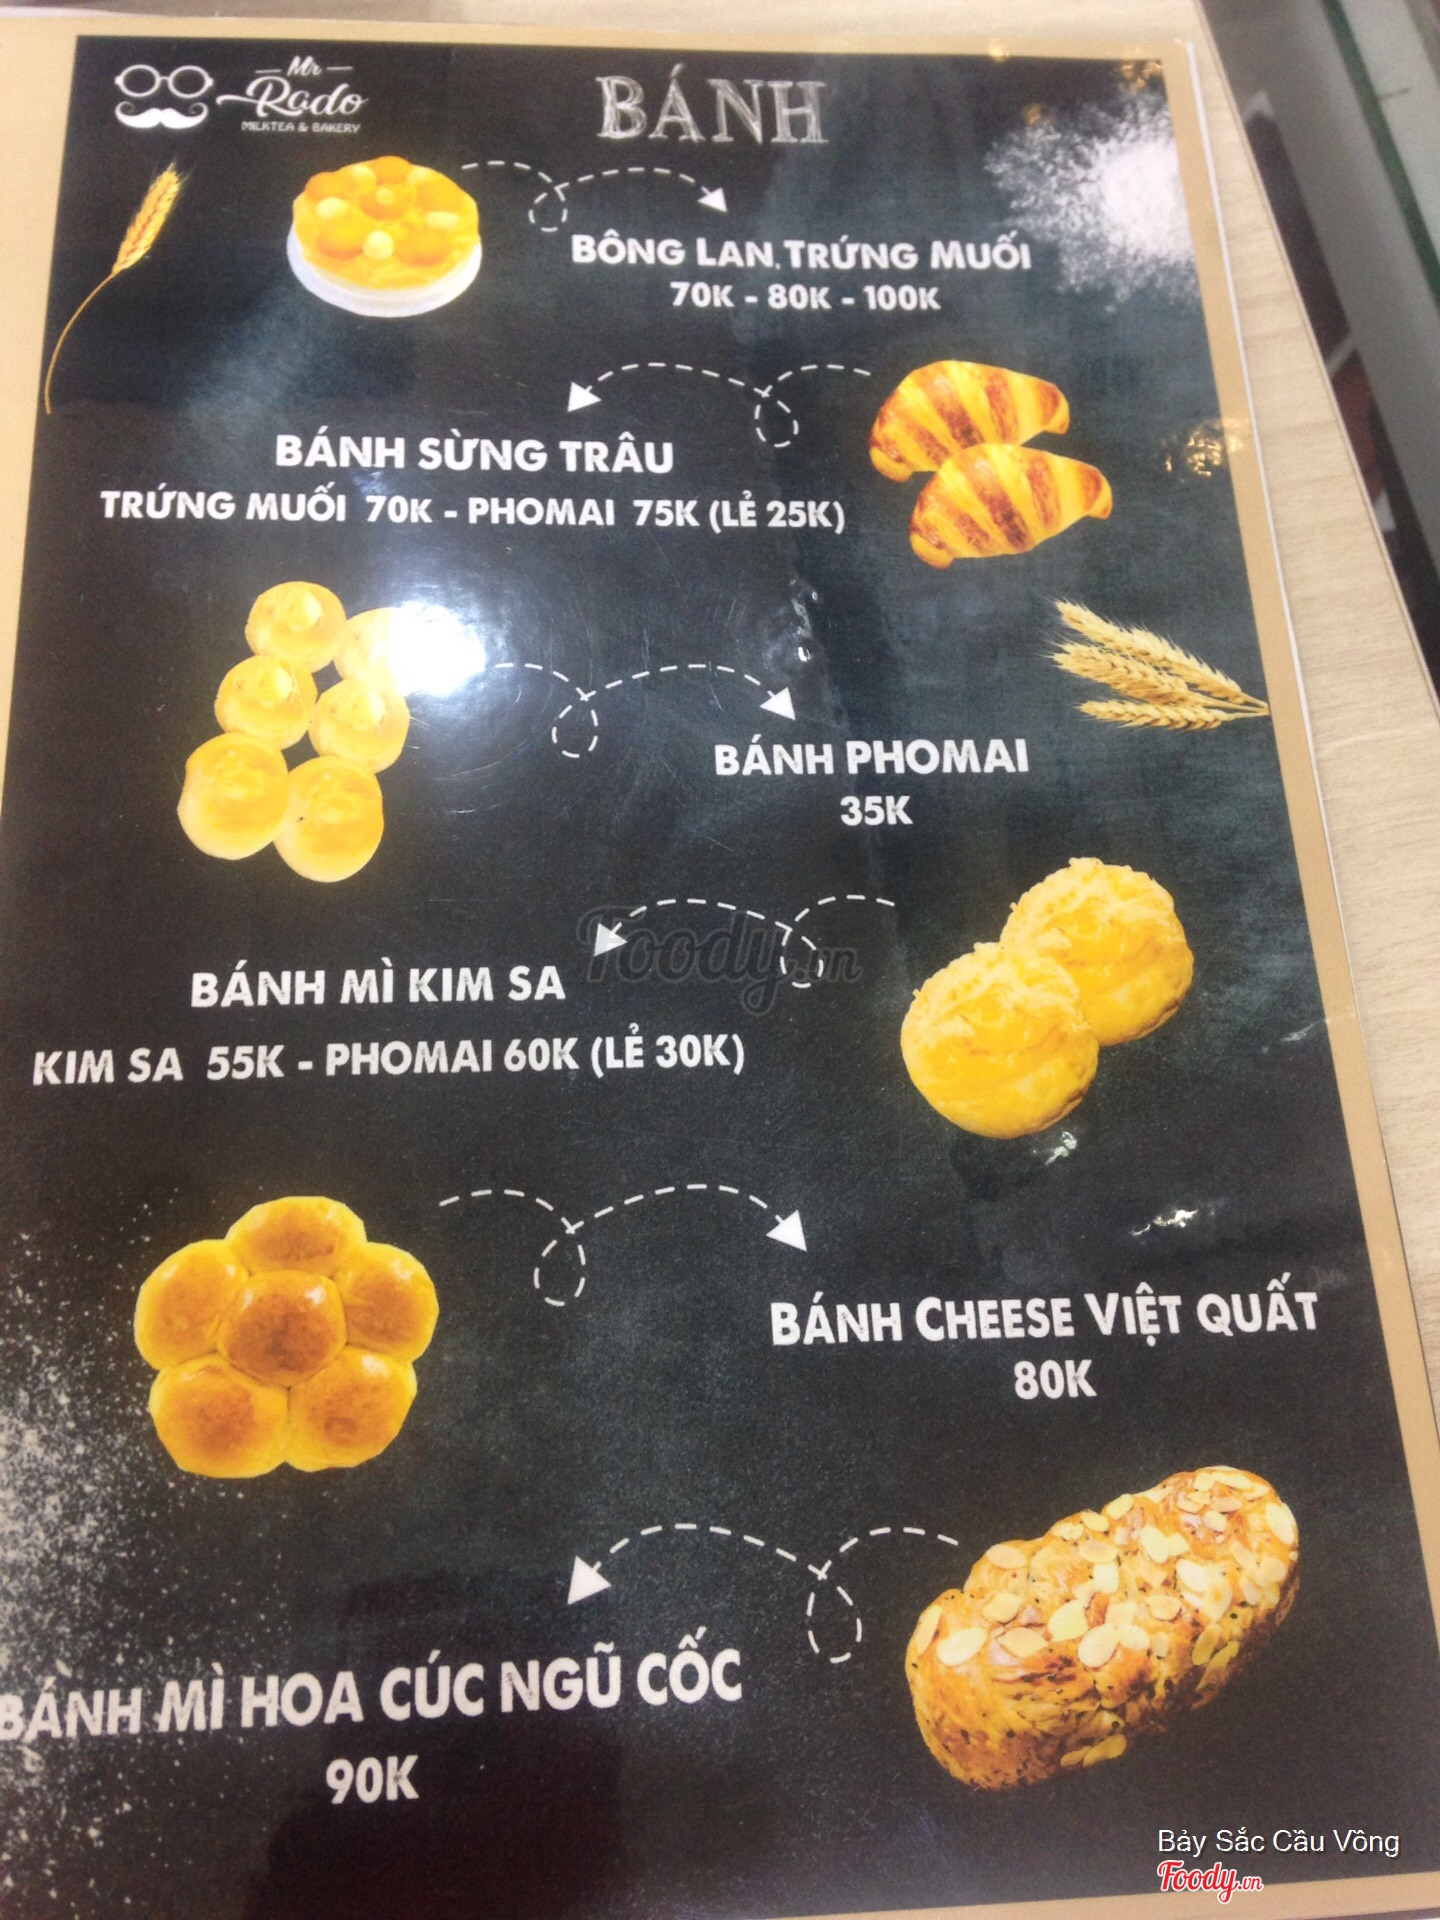 Mr
Rado
MILKTEA & BAKERY
BÁNH
BÔNG LAN TRỨNG MUỐI
70K - 80K - 100K
BÁNH SỪNG TRÂU
TRỨNG MUỐI 70K - PHOMAI 75K (LẺ 25K)
BÁNH PHOMAI
35K
Foody.vn
BÁNH MÌ KIM SA
KIM SA 55K - PHOMAI 60K (LẺ 30K)
BÁNH CHEESE VIỆT QUẤT
80K
BÁNH MÌ HOA CÚC NGŨ CỐC
90K
Bảy Sắc Cầu Vồng
Foody.vn